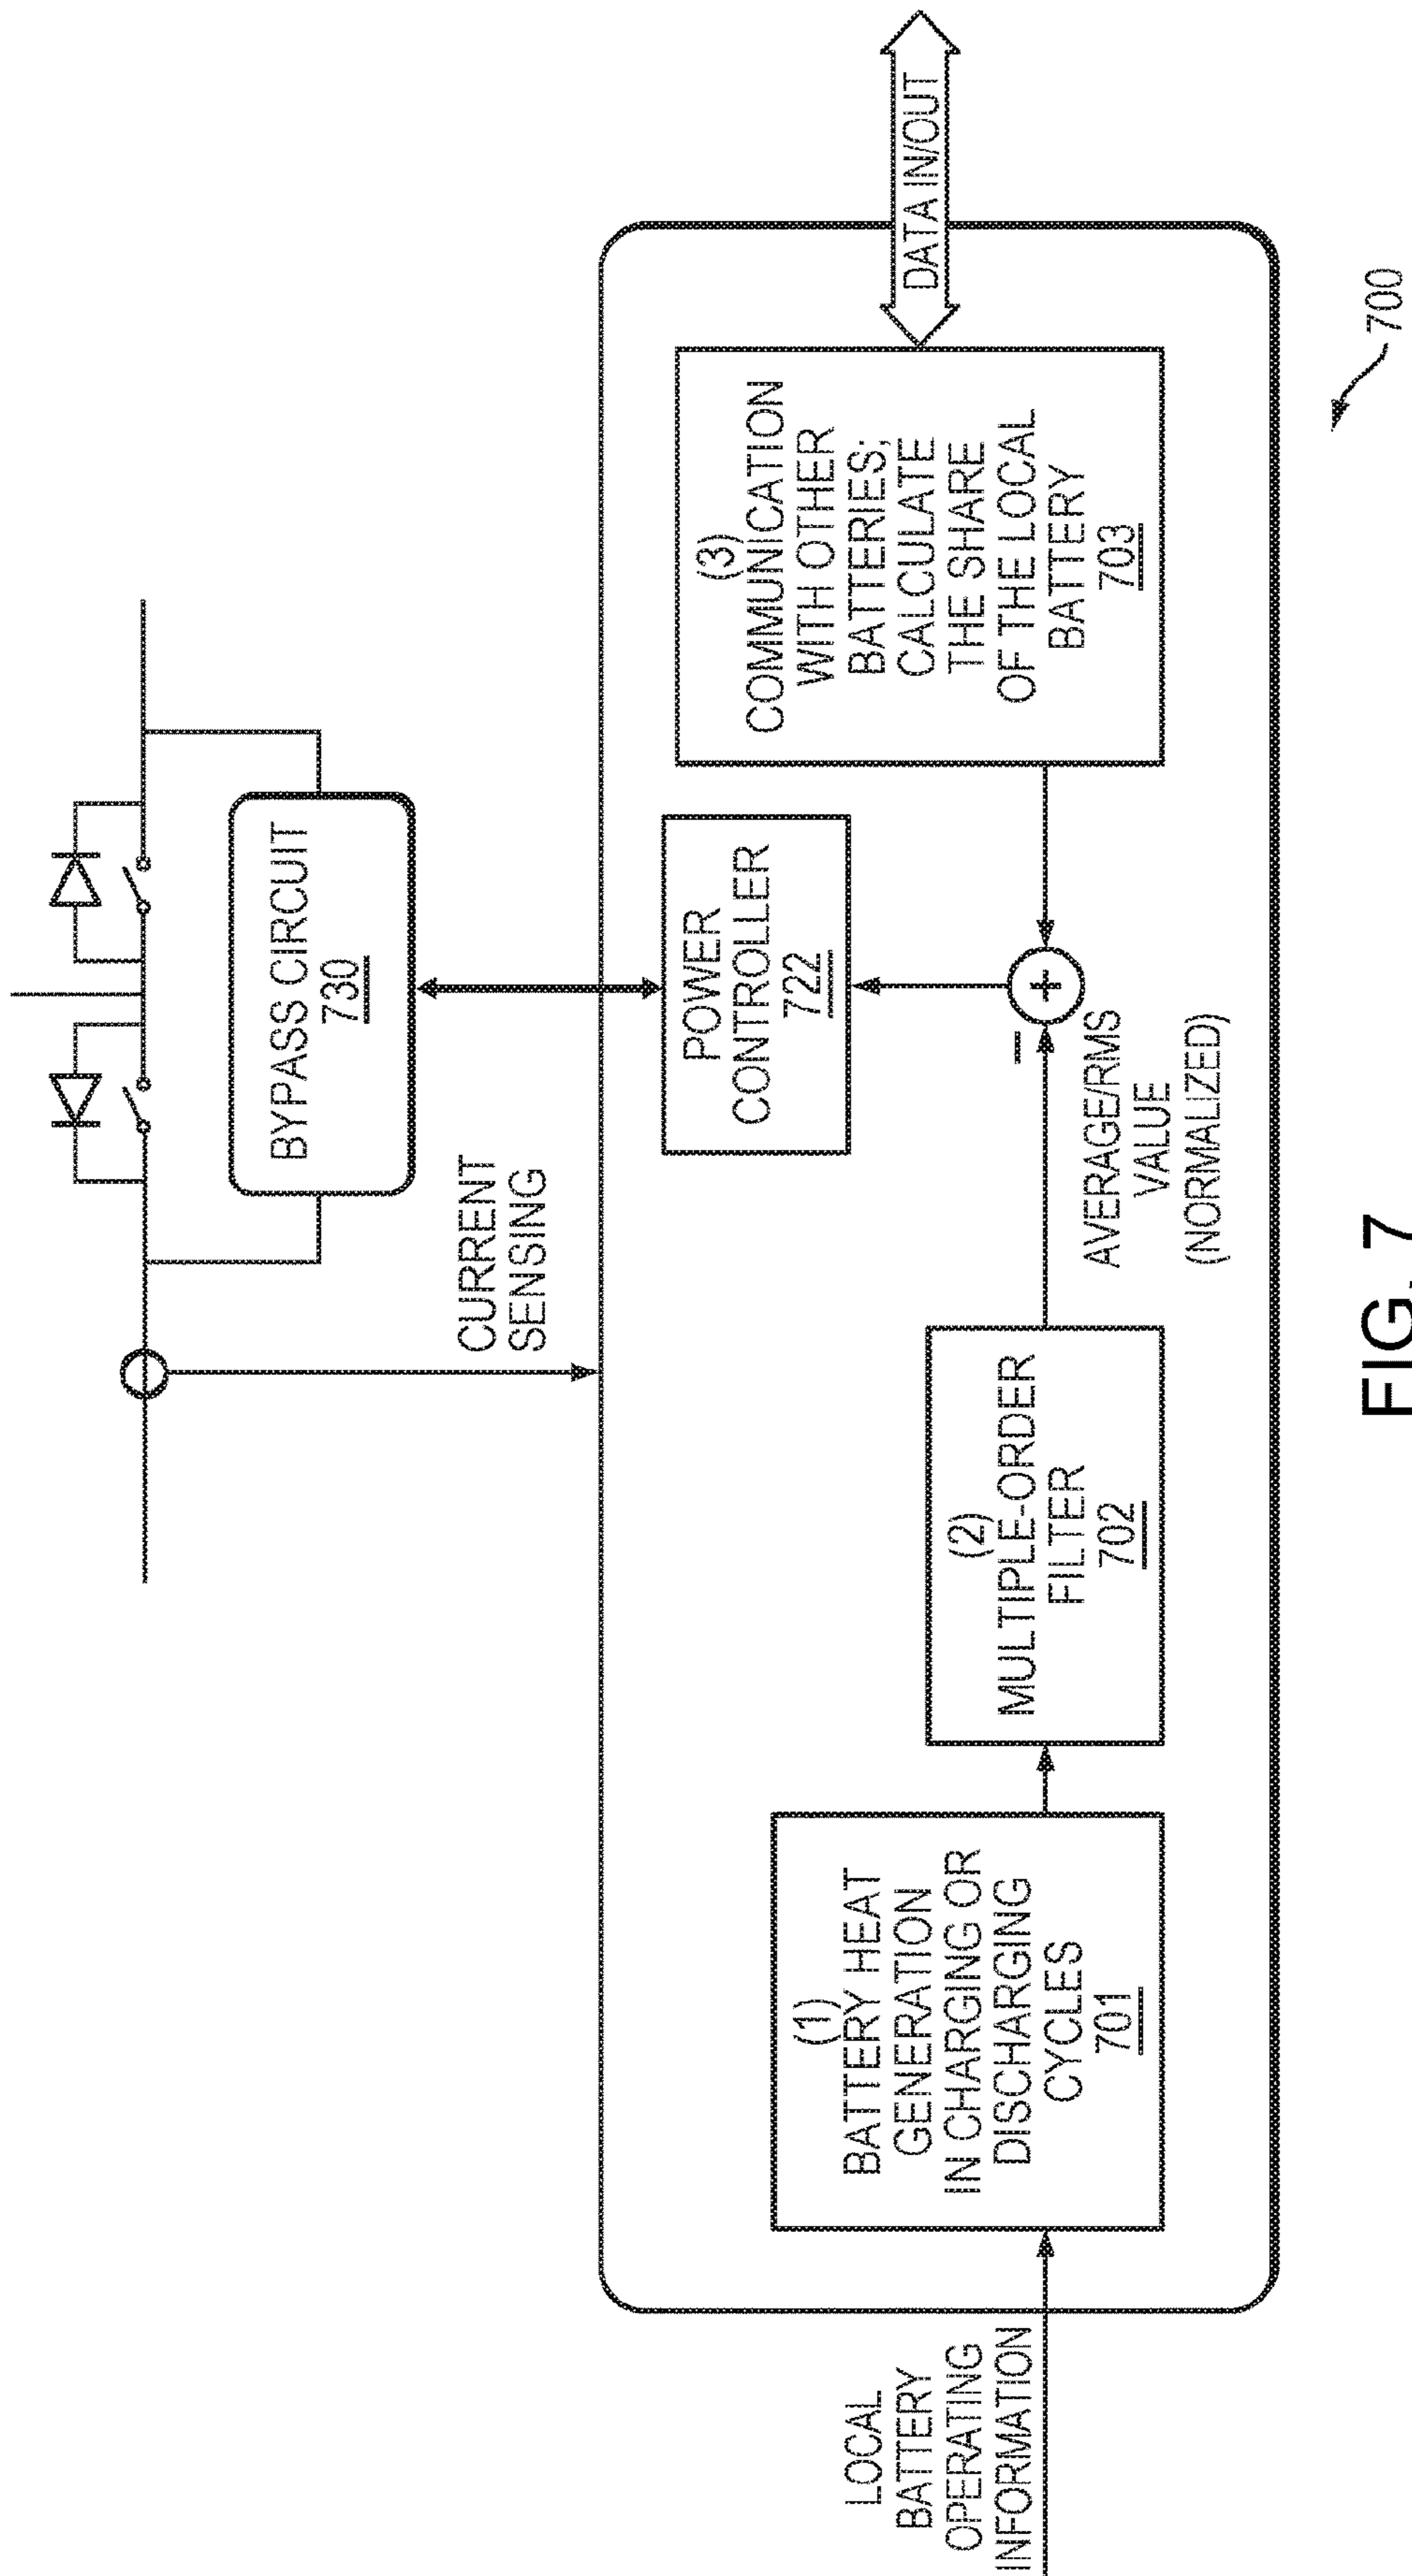 BYPASS CIRCUIT
730
CURRENT
SENSING
POWER
CONTROLLER
722
LOCAL
BATTERY
OPERATING
INFORMATION
(1)
BATTERY HEAT
GENERATION
IN CHARGING OR
DISCHARGING
CYCLES
701
(2)
MULTIPLE-ORDER
FILTER
702
–
+
AVERAGE/RMS
VALUE
(NORMALIZED)
(3)
COMMUNICATION
WITH OTHER
BATTERIES;
CALCULATE
THE SHARE
OF THE LOCAL
BATTERY
703
DATA IN/OUT
700
FIG. 7